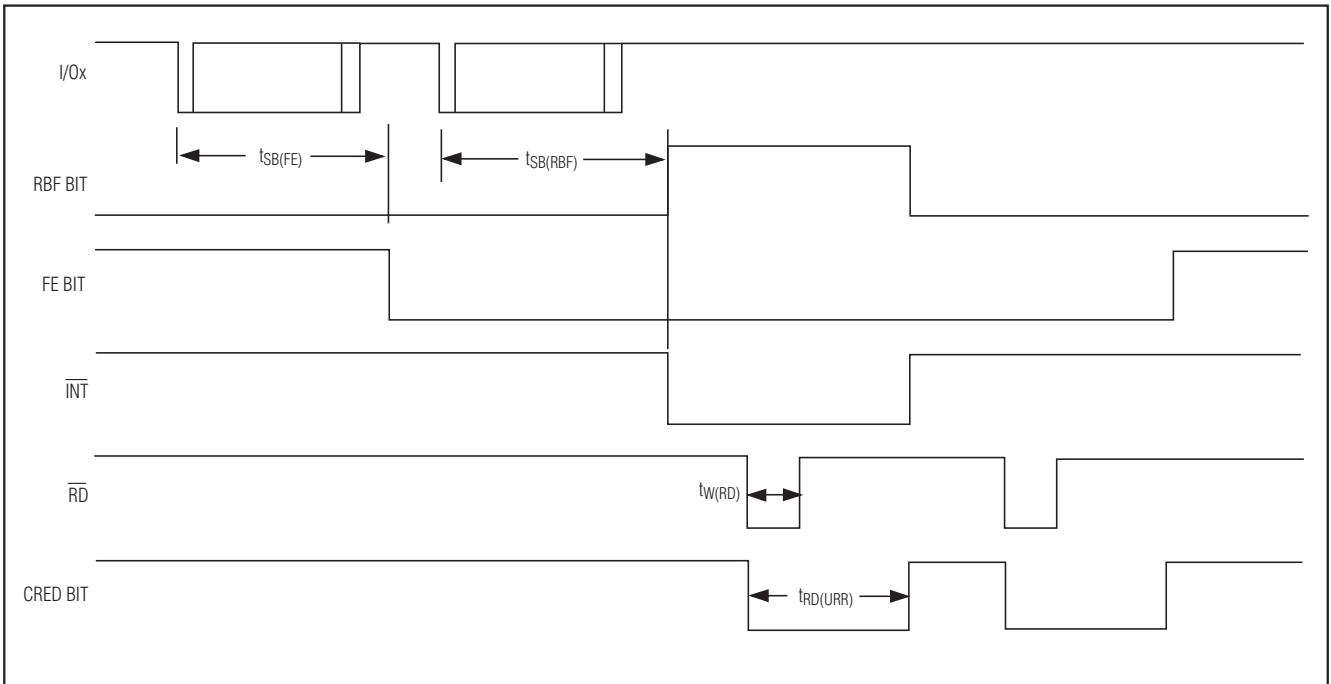 I/Ox
tSB(FE)
tSB(RBF)
RBF BIT
FE BIT
INT
tW(RD)
RD
CRED BIT
tRD(URR)